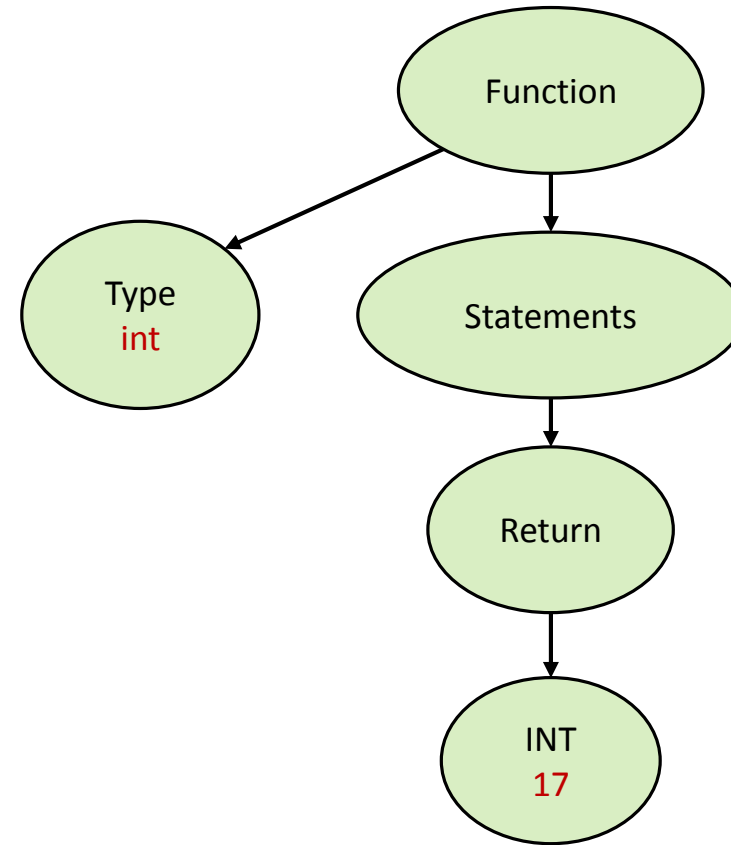 Function
Type
int
Statements
Return
INT
17